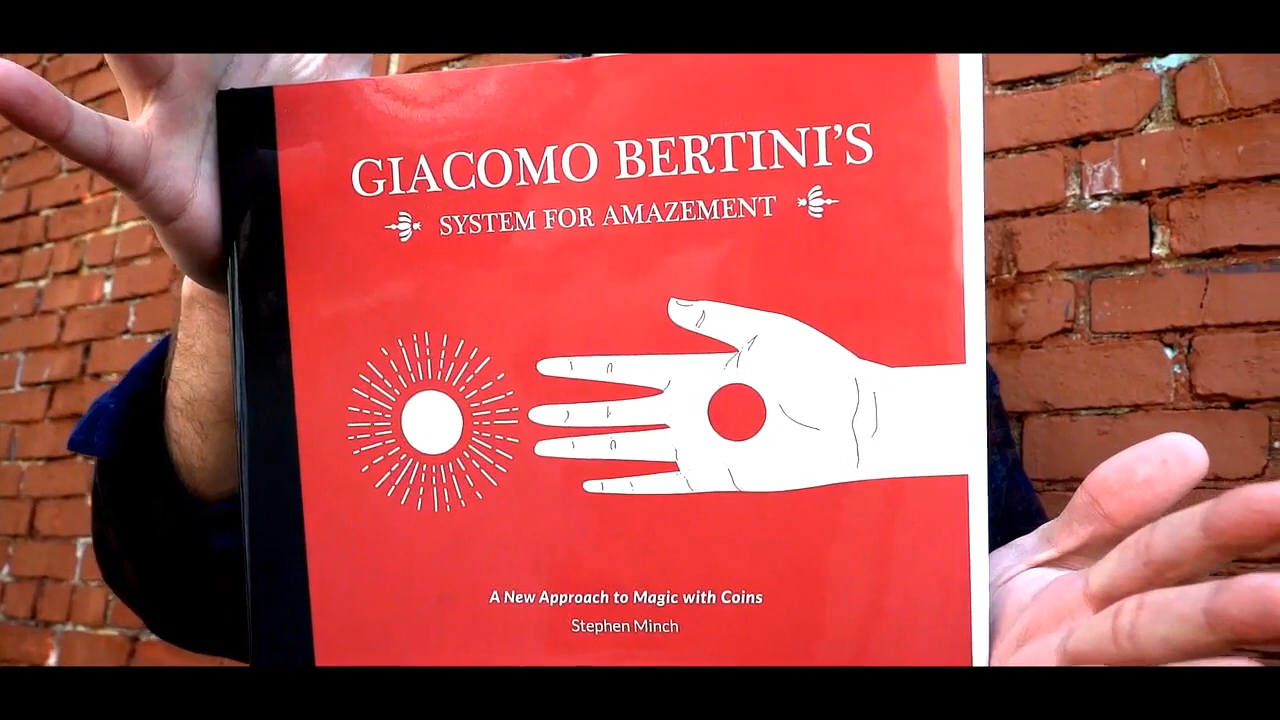 GIACOMO BERTINI'S
SYSTEM FOR AMAZEMENT
A New Approach to Magic with Coins
Stephen Minch